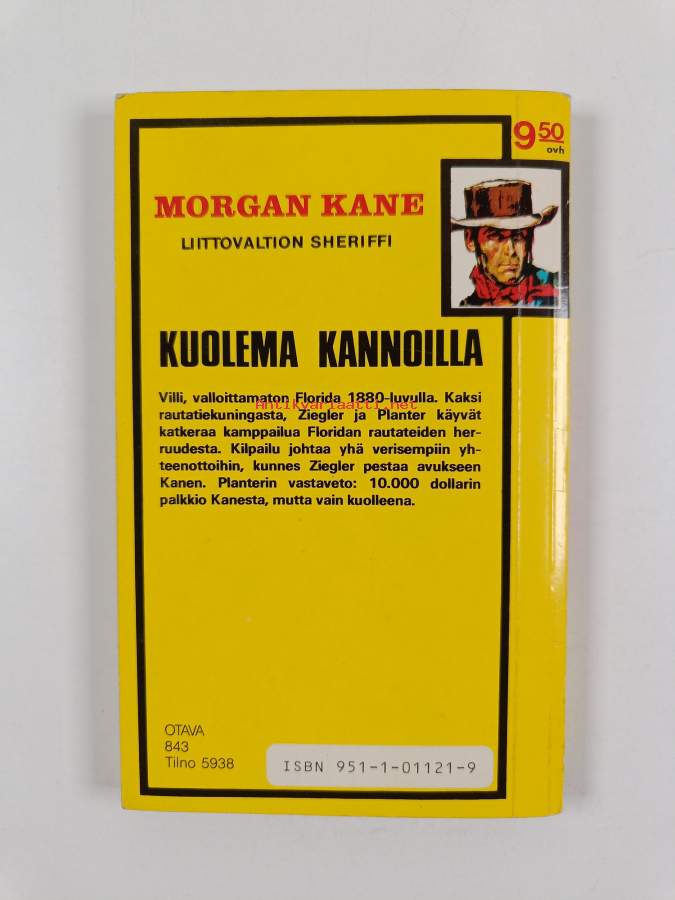 9 50
ovh
MORGAN KANE
LIITTOVALTION SHERIFFI
KUOLEMA KANNOILLA
Villi, valloittamaton Florida 1880-luvulla. Kaksi
Antikvariaatti.net
rautatiekuningasta, Ziegler ja Planter käyvät
katkeraa kamppailua Floridan rautateiden her-
ruudesta. Kilpailu johtaa yhä verisempiin yh-
teenottoihin, kunnes Ziegler pestaa avukseen
Kanen. Planterin vastaveto: 10.000 dollarin
palkkio Kanesta, mutta vain kuolleena.
OTAVA
843
Tilno 5938
ISBN 951-1-01121-9